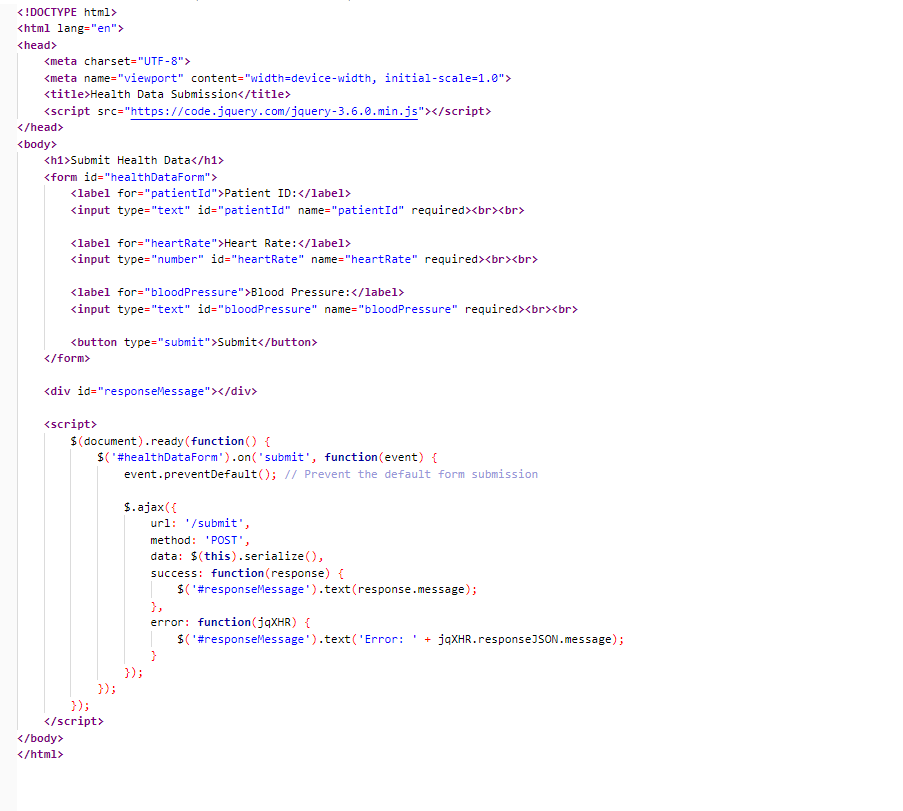 <!DOCTYPE html>
<html lang="en">
<head>
    <meta charset="UTF-8">
    <meta name="viewport" content="width=device-width, initial-scale=1.0">
    <title>Health Data Submission</title>
    <script src="https://code.jquery.com/jquery-3.6.0.min.js"></script>
</head>
<body>
    <h1>Submit Health Data</h1>
    <form id="healthDataForm">
        <label for="patientId">Patient ID:</label>
        <input type="text" id="patientId" name="patientId" required><br><br>

        <label for="heartRate">Heart Rate:</label>
        <input type="number" id="heartRate" name="heartRate" required><br><br>

        <label for="bloodPressure">Blood Pressure:</label>
        <input type="text" id="bloodPressure" name="bloodPressure" required><br><br>

        <button type="submit">Submit</button>
    </form>

    <div id="responseMessage"></div>

    <script>
        $(document).ready(function() {
            $('#healthDataForm').on('submit', function(event) {
                event.preventDefault(); // Prevent the default form submission

                $.ajax({
                    url: '/submit',
                    method: 'POST',
                    data: $(this).serialize(),
                    success: function(response) {
                        $('#responseMessage').text(response.message);
                    },
                    error: function(jqXHR) {
                        $('#responseMessage').text('Error: ' + jqXHR.responseJSON.message);
                    }
                });
            });
        });
    </script>
</body>
</html>